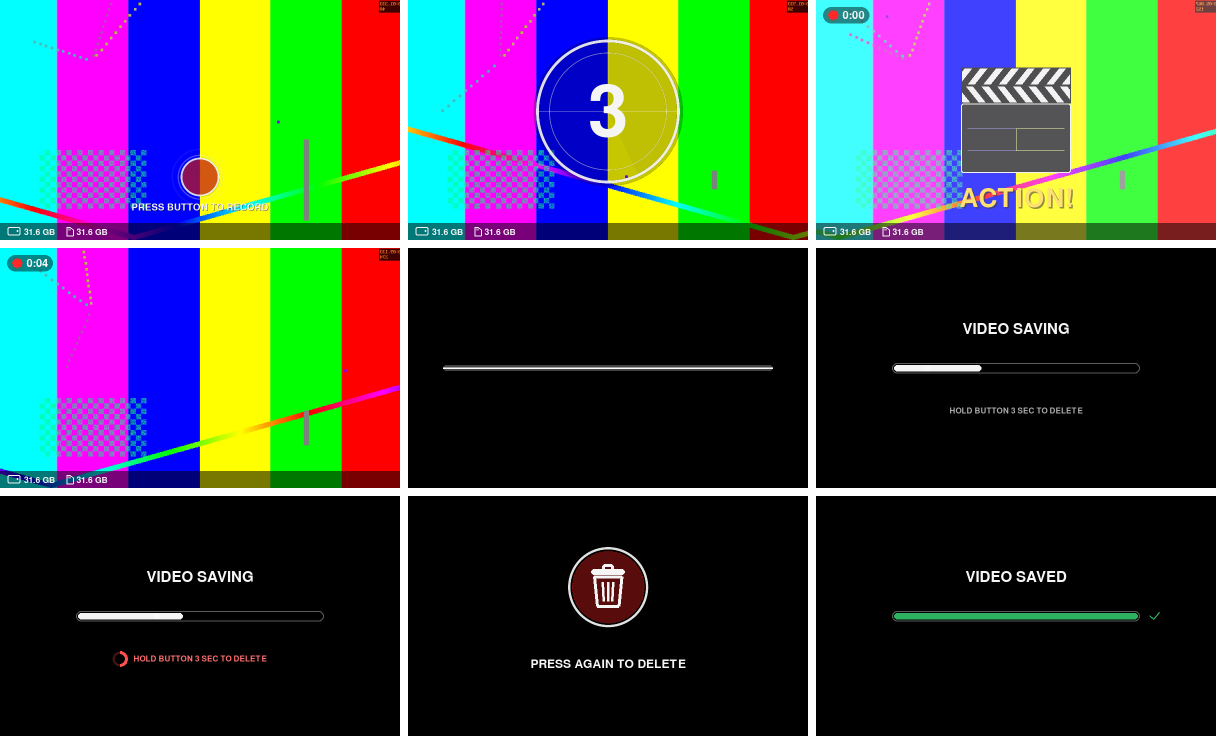 PRESS BUTTON TO RECORD
31.6 GB 31.6 GB
3
31.6 GB 31.6 GB
0:00
ACTION!
31.6 GB 31.6 GB
0:04
31.6 GB 31.6 GB
VIDEO SAVING
HOLD BUTTON 3 SEC TO DELETE
VIDEO SAVING
HOLD BUTTON 3 SEC TO DELETE
PRESS AGAIN TO DELETE
VIDEO SAVED